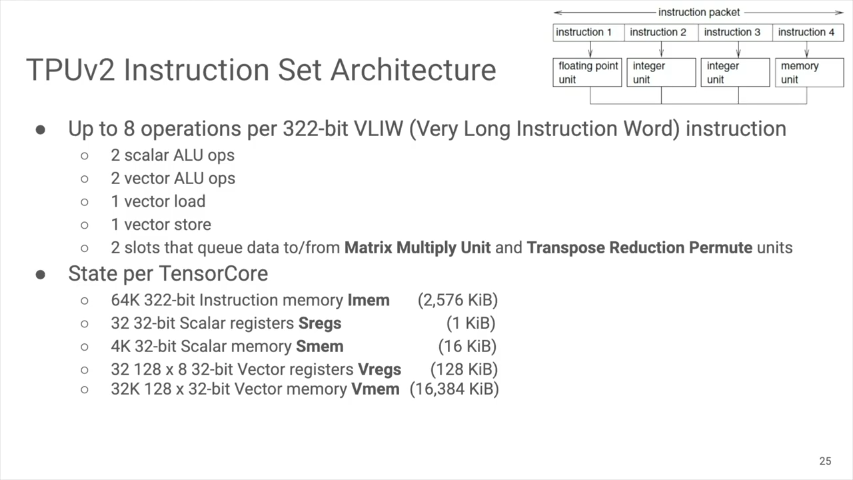 instruction packet
instruction 1 instruction 2 instruction 3 instruction 4
floating point unit
integer unit
integer unit
memory unit
TPUv2 Instruction Set Architecture
● Up to 8 operations per 322-bit VLIW (Very Long Instruction Word) instruction
○ 2 scalar ALU ops
○ 2 vector ALU ops
○ 1 vector load
○ 1 vector store
○ 2 slots that queue data to/from Matrix Multiply Unit and Transpose Reduction Permute units
● State per TensorCore
○ 64K 322-bit Instruction memory Imem (2,576 KiB)
○ 32 32-bit Scalar registers Sregs (1 KiB)
○ 4K 32-bit Scalar memory Smem (16 KiB)
○ 32 128 x 8 32-bit Vector registers Vregs (128 KiB)
○ 32K 128 x 32-bit Vector memory Vmem (16,384 KiB)
25